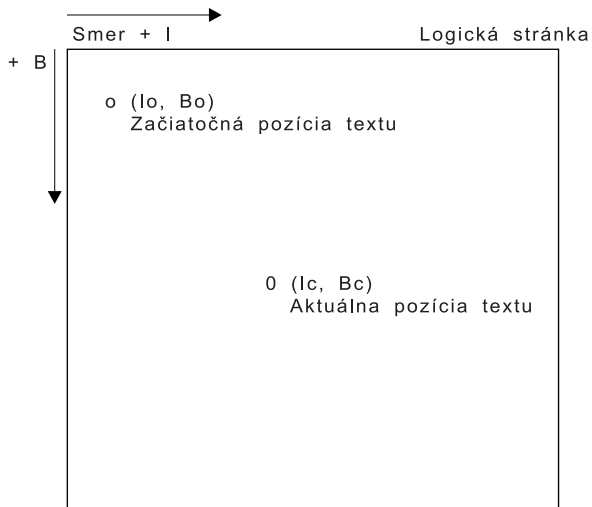 Smer + I
Logická stránka
+ B
o (Io, Bo)
Začiatočná pozícia textu
0 (Ic, Bc)
Aktuálna pozícia textu